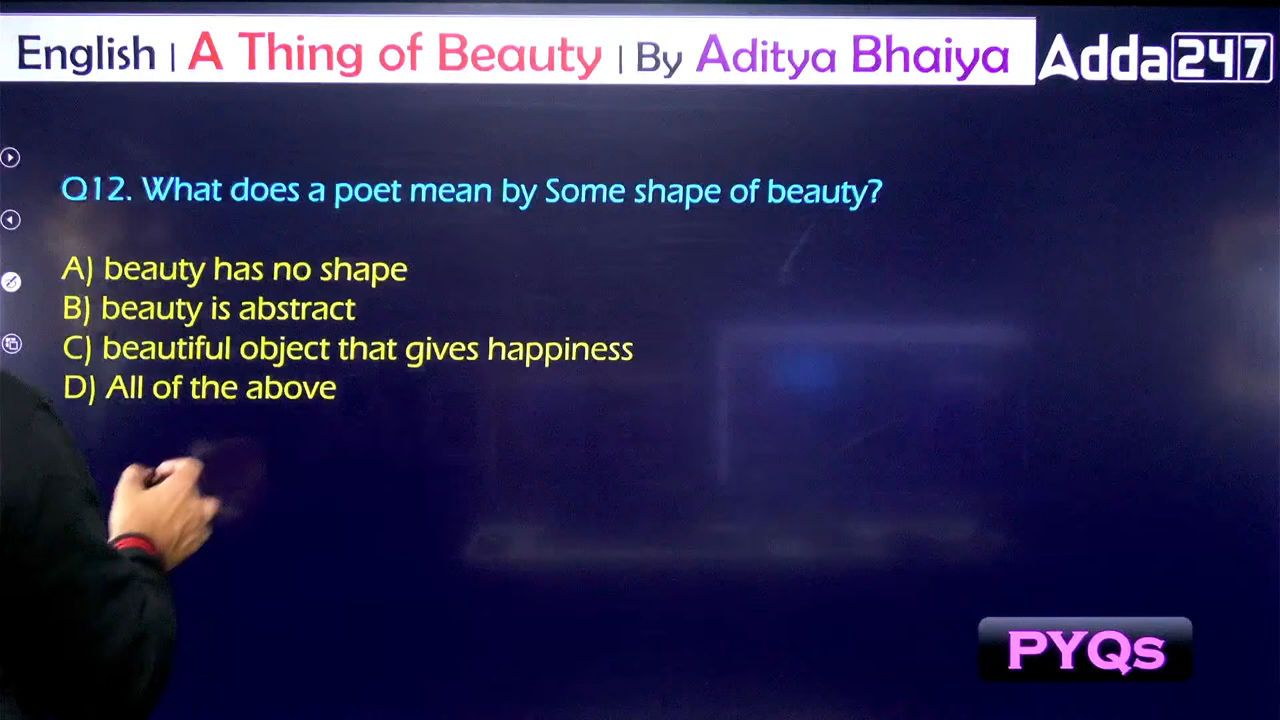 English | A Thing of Beauty | By Aditya Bhaiya
Adda247
Q12. What does a poet mean by Some shape of beauty?
A) beauty has no shape
B) beauty is abstract
C) beautiful object that gives happiness
D) All of the above
PYQs